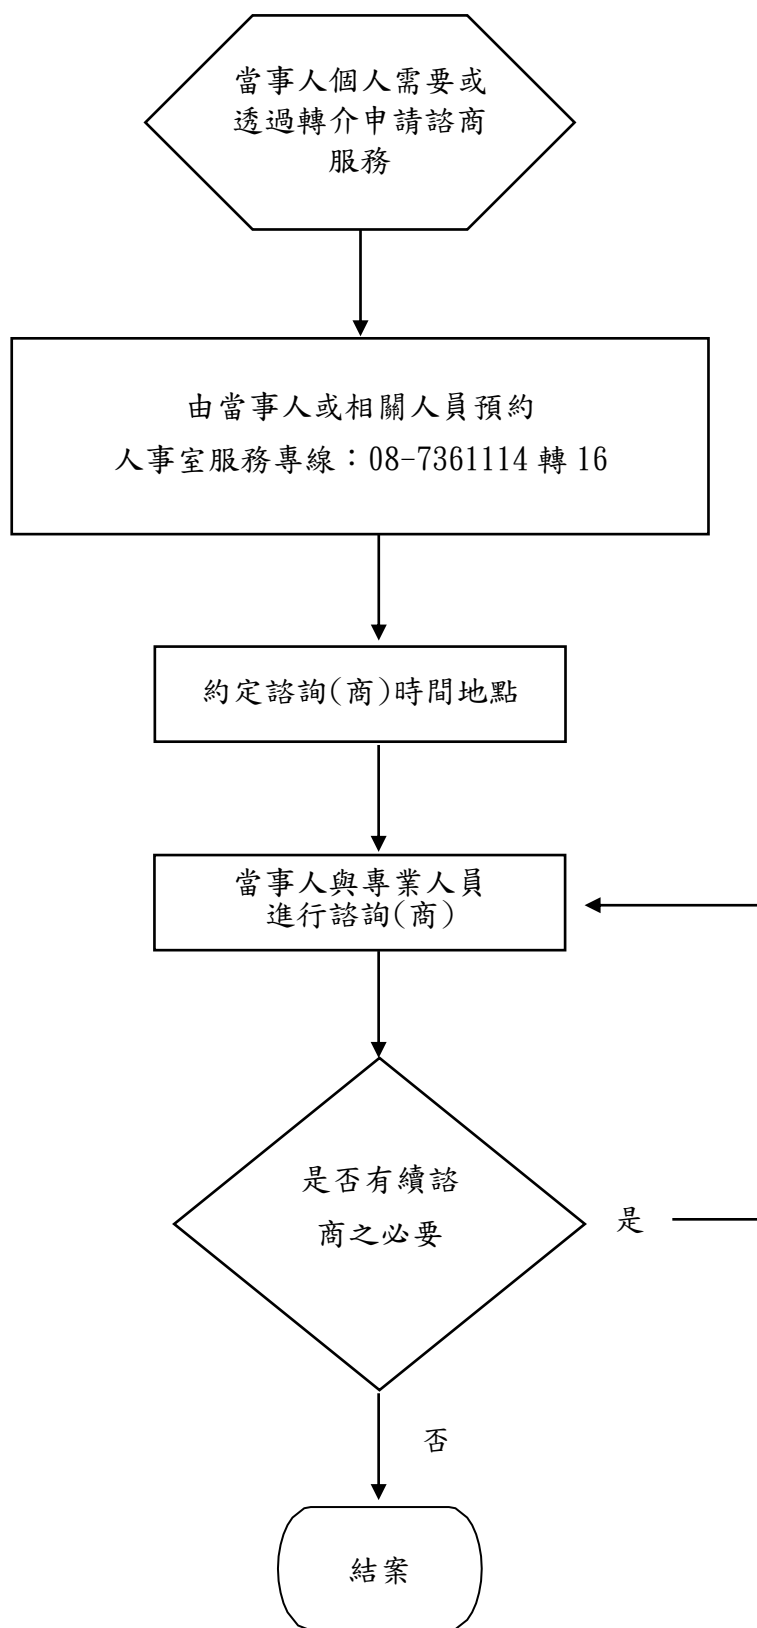 當事人個人需要或
透過轉介申請諮商
服務
由當事人或相關人員預約
人事室服務專線：08-7361114 轉 16
約定諮詢(商)時間地點
當事人與專業人員
進行諮詢(商)
是否有續諮
商之必要
是
否
結案